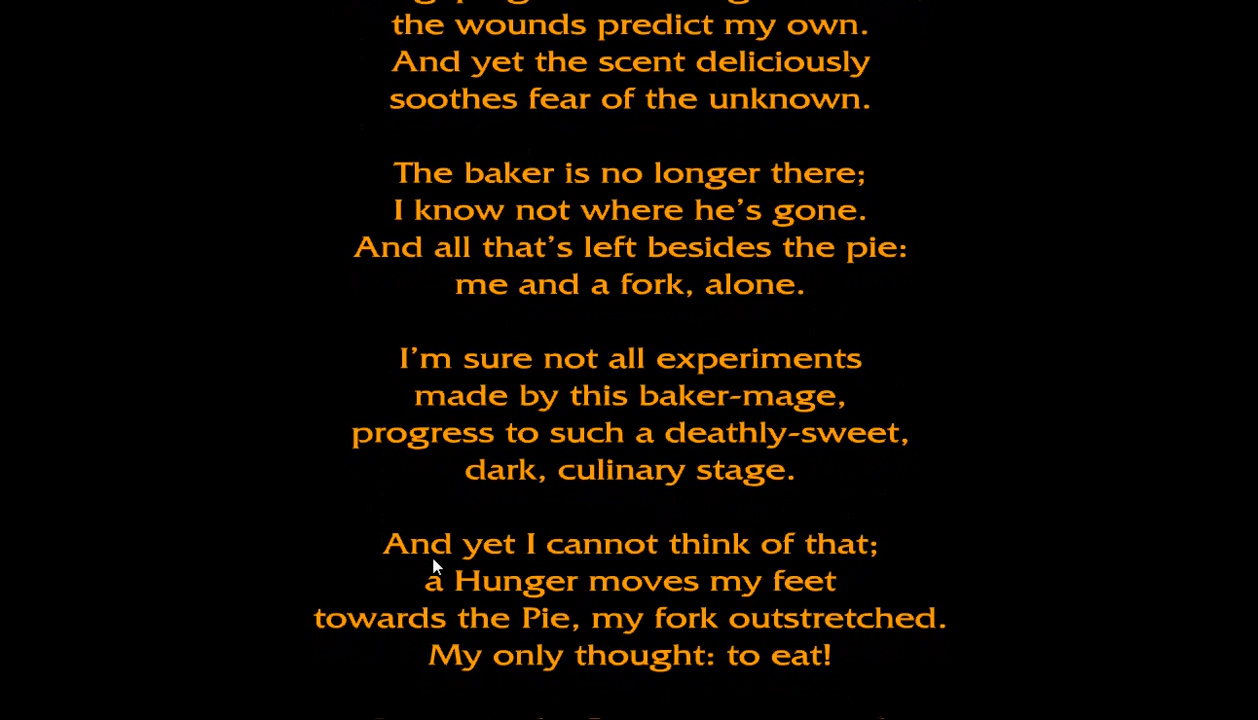 the wounds predict my own.
And yet the scent deliciously
soothes fear of the unknown.
The baker is no longer there;
I know not where he's gone.
And all that's left besides the pie:
me and a fork, alone.
I'm sure not all experiments
made by this baker-mage,
progress to such a deathly-sweet,
dark, culinary stage.
And yet I cannot think of that;
a Hunger moves my feet
towards the Pie, my fork outstretched.
My only thought: to eat!